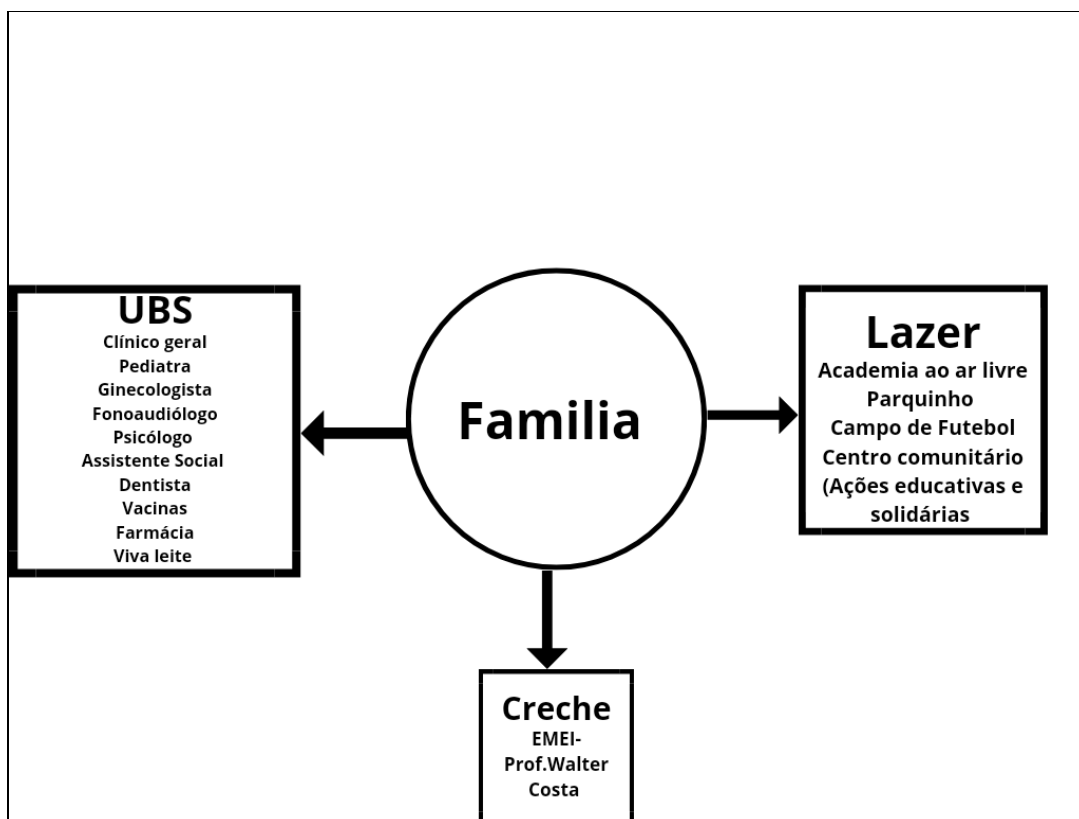 UBS
Clínico geral
Pediatra
Ginecologista
Fonoaudiólogo
Psicólogo
Assistente Social
Dentista
Vacinas
Farmácia
Viva leite
Familia
Lazer
Academia ao ar livre
Parquinho
Campo de Futebol
Centro comunitário
(Ações educativas e
solidárias
Creche
EMEI-
Prof.Walter
Costa